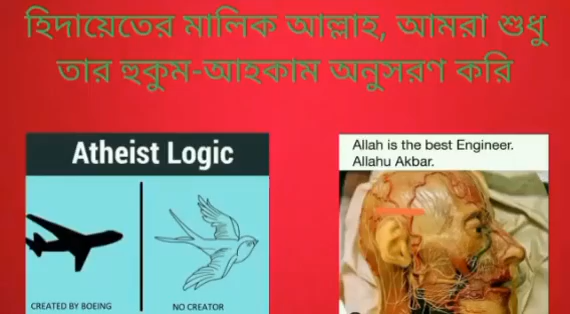 হিদায়েতের মালিক আল্লাহ, আমরা শুধু
তার হুকুম-আহকাম অনুসরণ করি
Atheist Logic
CREATED BY BOEING
NO CREATOR
Allah is the best Engineer.
Allahu Akbar.